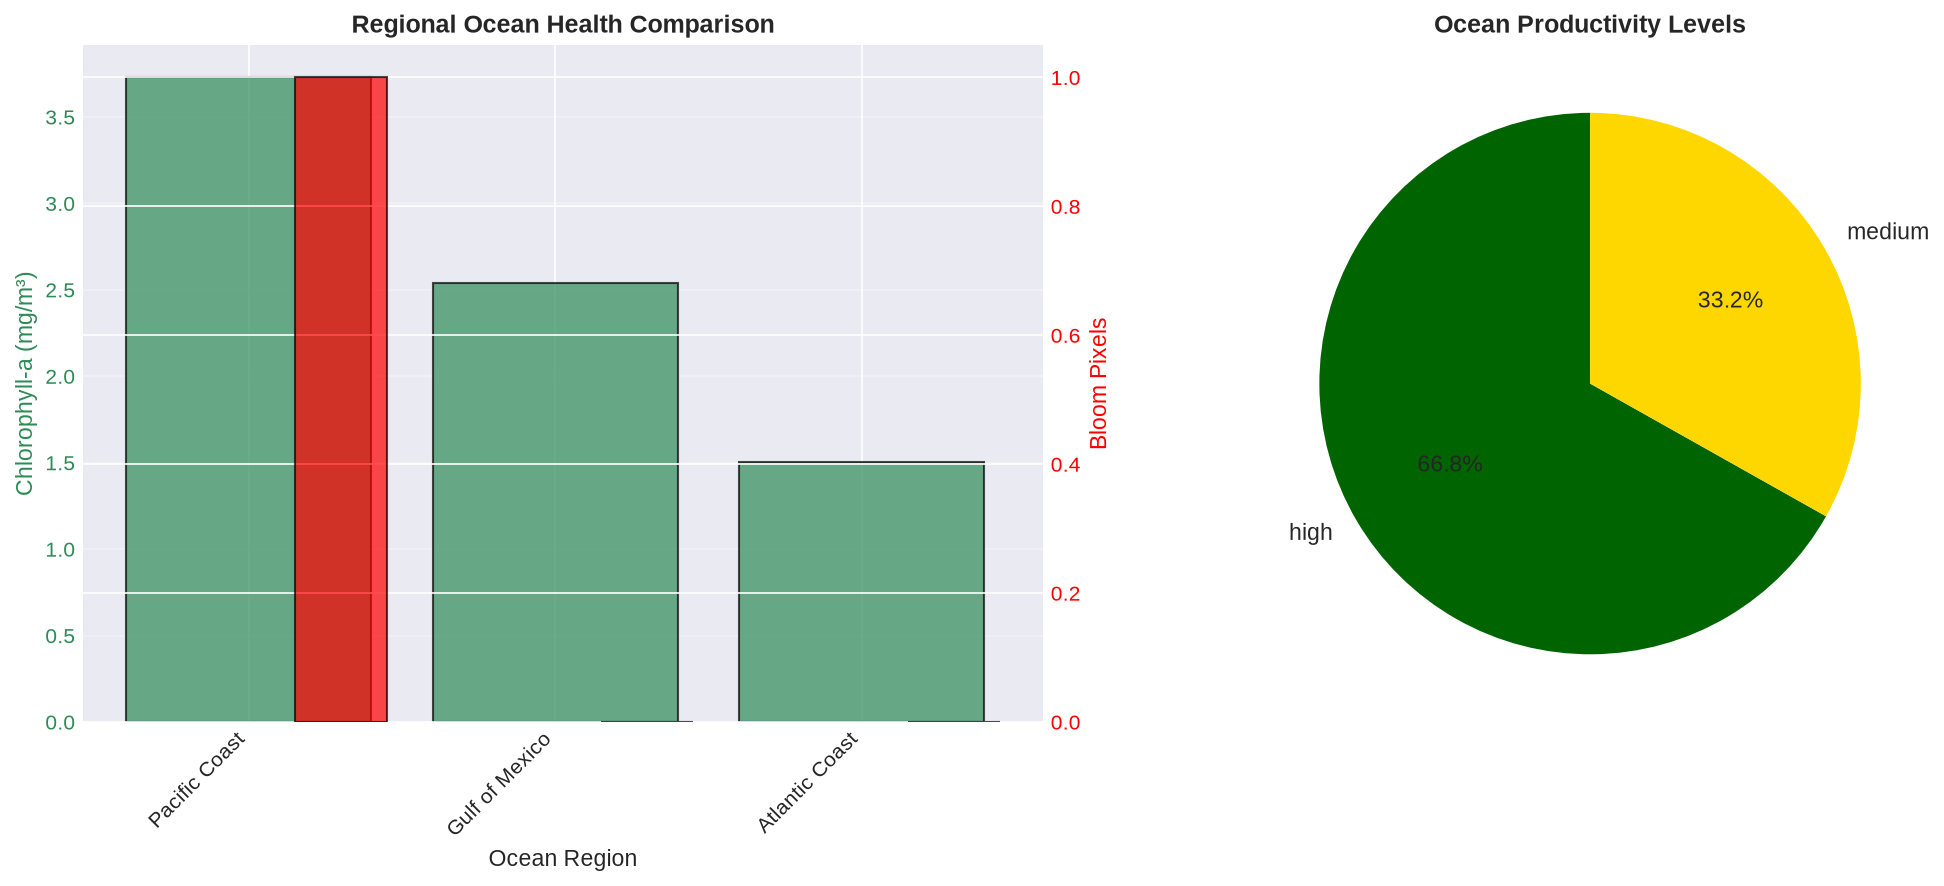 Regional Ocean Health Comparison
Chlorophyll-a (mg/m³)
3.5
3.0
2.5
2.0
1.5
1.0
0.5
0.0
1.0
0.8
0.6
0.4
0.2
0.0
Bloom Pixels
Pacific Coast
Gulf of Mexico
Atlantic Coast
Ocean Region
Ocean Productivity Levels
medium
33.2%
66.8%
high